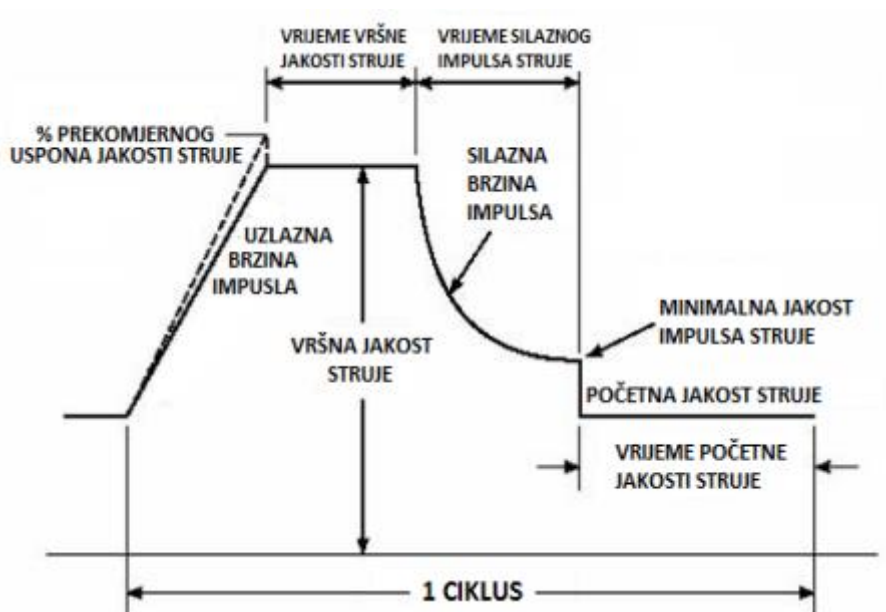 VRIJEME VRŠNE
JAKOSTI STRUJE
VRIJEME SILAZNOG
IMPULSA STRUJE
% PREKOMJERNOG
USPONA JAKOSTI STRUJE
SILAZNA
BRZINA
IMPULSA
UZLAZNA
BRZINA
IMPUSLA
VRŠNA JAKOST
STRUJE
MINIMALNA JAKOST
IMPULSA STRUJE
POČETNA JAKOST STRUJE
VRIJEME POČETNE
JAKOSTI STRUJE
1 CIKLUS